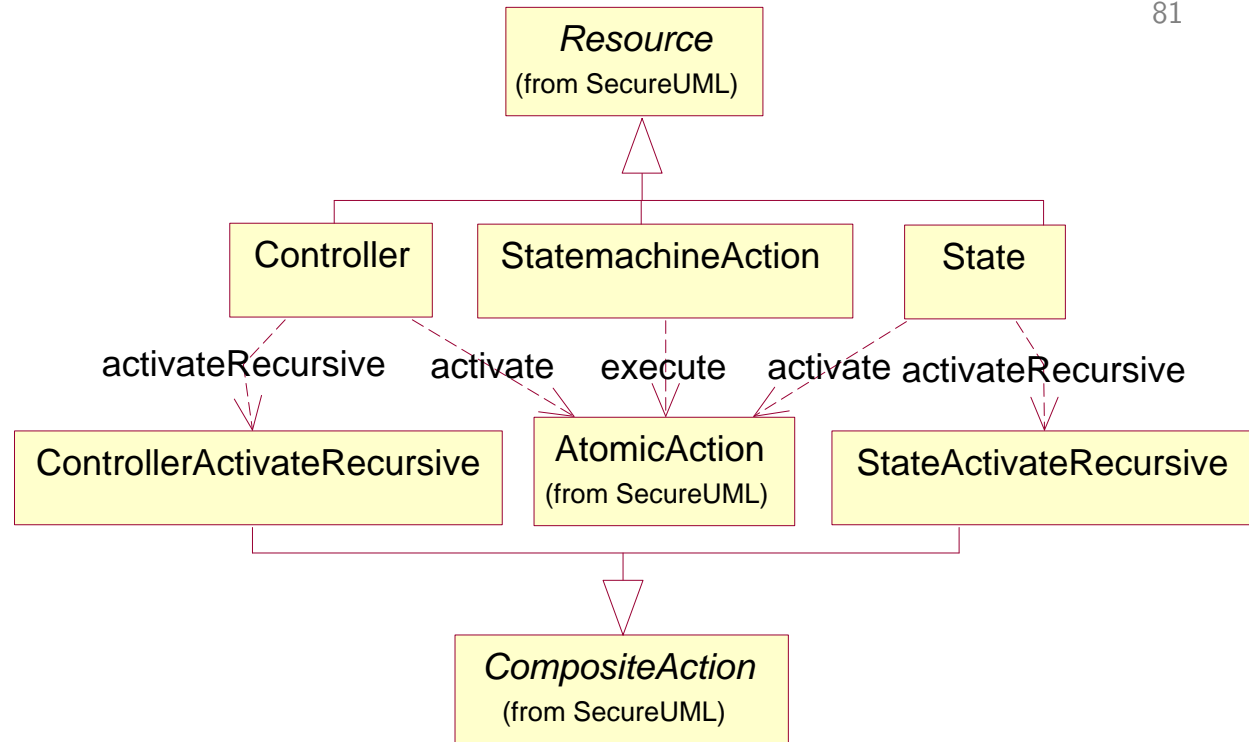 81
Resource
(from SecureUML)
Controller
StatemachineAction
State
activateRecursive
activate
execute
activate
activateRecursive
ControllerActivateRecursive
AtomicAction
(from SecureUML)
StateActivateRecursive
CompositeAction
(from SecureUML)